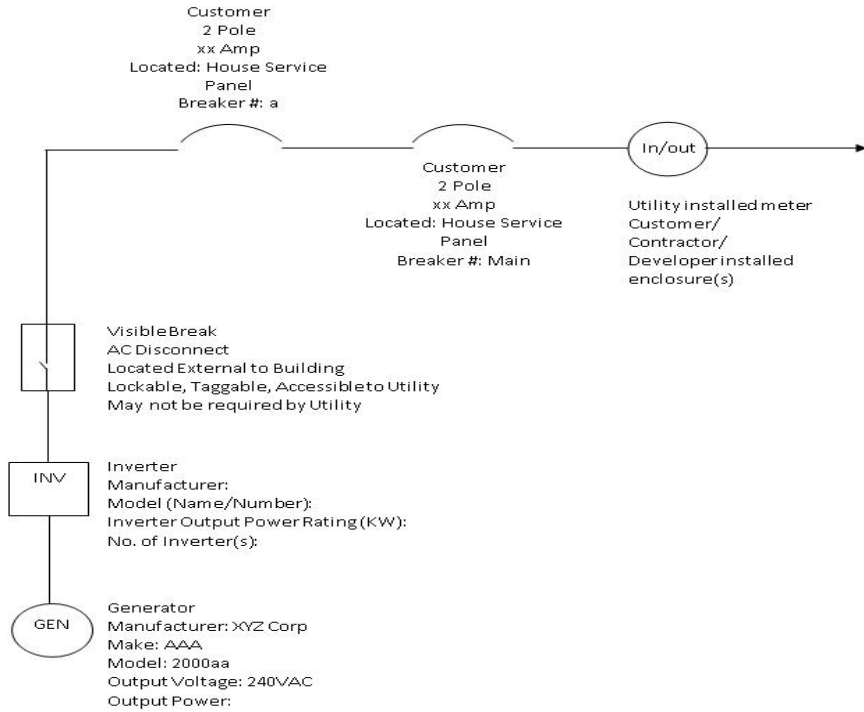 Customer
2 Pole
xx Amp
Located: House Service
Panel
Breaker #: a
In/out
Customer
2 Pole
xx Amp
Located: House Service
Panel
Breaker #: Main
Utility installed meter
Customer/
Contractor/
Developer installed
enclosure(s)
Visible Break
AC Disconnect
Located External to Building
Lockable, Taggable, Accessible to Utility
May not be required by Utility
INV
Inverter
Manufacturer:
Model (Name/Number):
Inverter Output Power Rating (KW):
No. of Inverter(s):
GEN
Generator
Manufacturer: XYZ Corp
Make: AAA
Model: 2000aa
Output Voltage: 240VAC
Output Power: